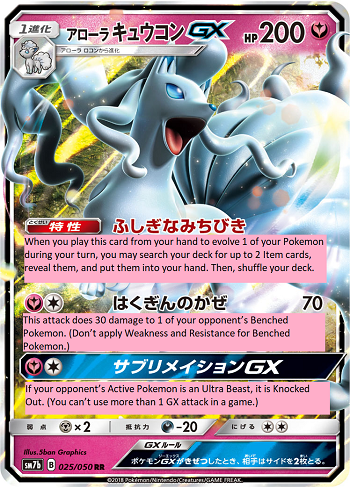 1進化
アローラ キュウコンGX HP200
アローラ ロコンから進化
とくせい
特性 ふしぎなみちびき
When you play this card from your hand to evolve 1 of your Pokemon
during your turn, you may search your deck for up to 2 Item cards,
reveal them, and put them into your hand. Then, shuffle your deck.
はくぎんのかぜ 70
This attack does 30 damage to 1 of your opponent's Benched
Pokemon. (Don't apply Weakness and Resistance for Benched
Pokemon.)
サブリメイションGX
If your opponent's Active Pokemon is an Ultra Beast, it is Knocked
Out. (You can't use more than 1 GX attack in a game.)
弱点 ×2 抵抗力 -20 にげる
Illus.5ban Graphics
sm7b B 025/050 RR
GXルール
ポケモンGXがきぜつしたとき、相手はサイドを2枚とる。
©2018 Pokémon/Nintendo/Creatures/GAME FREAK.